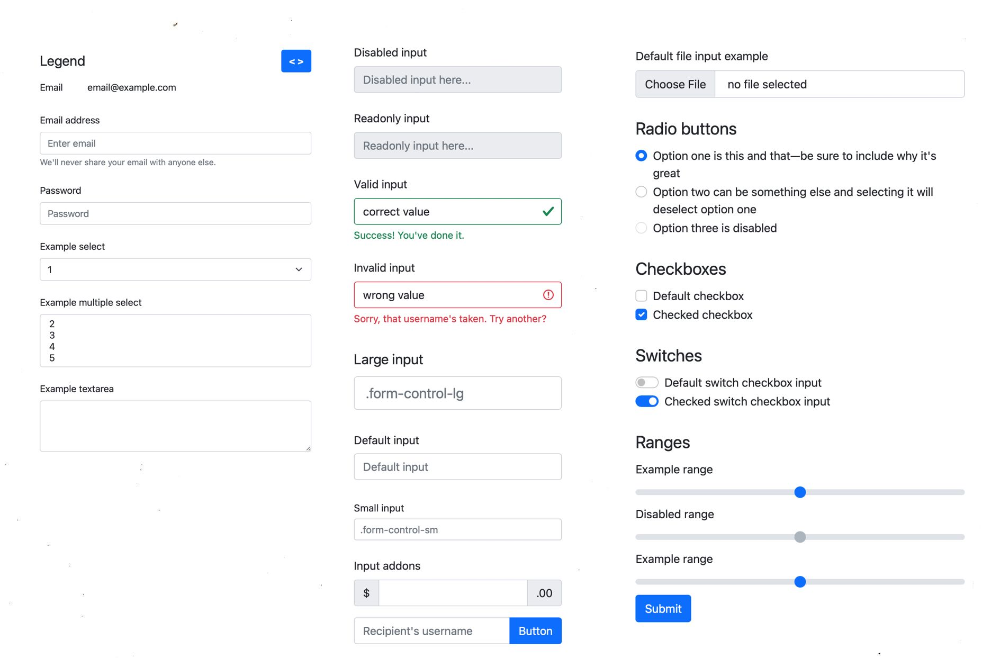 Legend
< >
Email email@example.com
Email address
Enter email
We'll never share your email with anyone else.
Password
Password
Example select
1
Example multiple select
2
3
4
5
Example textarea
Disabled input
Disabled input here...
Readonly input
Readonly input here...
Valid input
correct value
Success! You've done it.
Invalid input
wrong value
Sorry, that username's taken. Try another?
Large input
.form-control-lg
Default input
Default input
Small input
.form-control-sm
Input addons
$ .00
Recipient's username Button
Default file input example
Choose File no file selected
Radio buttons
Option one is this and that—be sure to include why it's
great
Option two can be something else and selecting it will
deselect option one
Option three is disabled
Checkboxes
Default checkbox
Checked checkbox
Switches
Default switch checkbox input
Checked switch checkbox input
Ranges
Example range
Disabled range
Example range
Submit